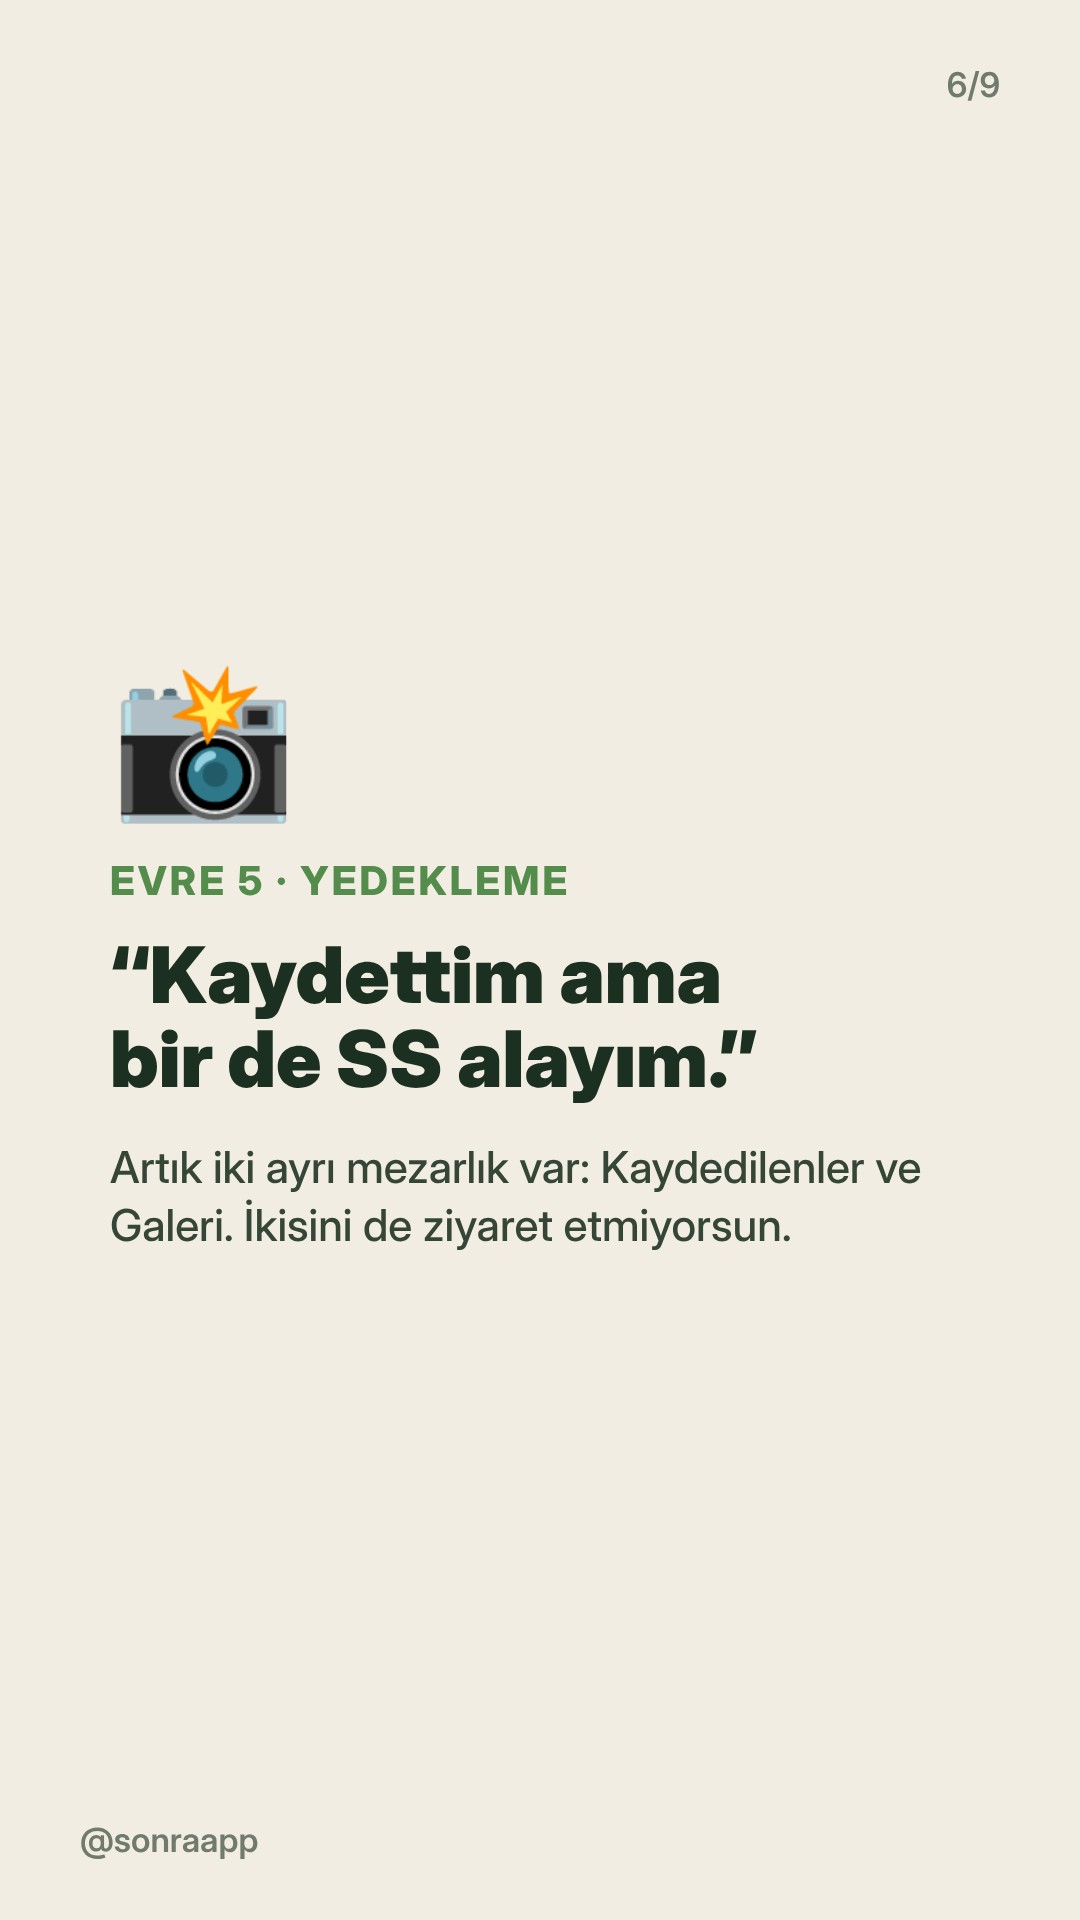 6/9
EVRE 5 · YEDEKLEME
“Kaydettim ama
bir de SS alayım.”
Artık iki ayrı mezarlık var: Kaydedilenler ve
Galeri. İkisini de ziyaret etmiyorsun.
@sonraapp